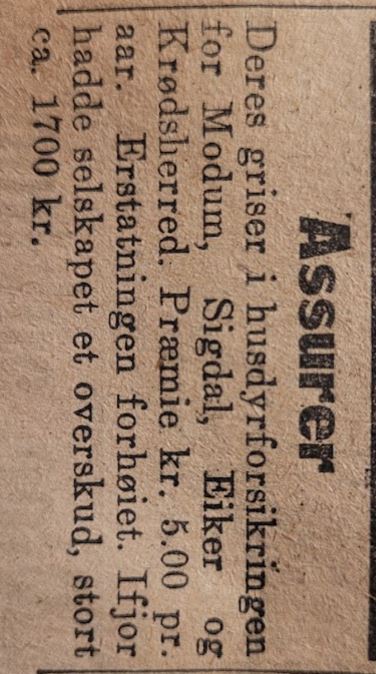 Assurer
Deres griser i husdyrforsikringen
for Modum, Sigdal, Eiker og
Krødsherred. Præmie kr. 5.00 pr.
aar. Erstatningen forhøiet. Ifjor
hadde selskapet et overskud, stort
ca. 1700 kr.